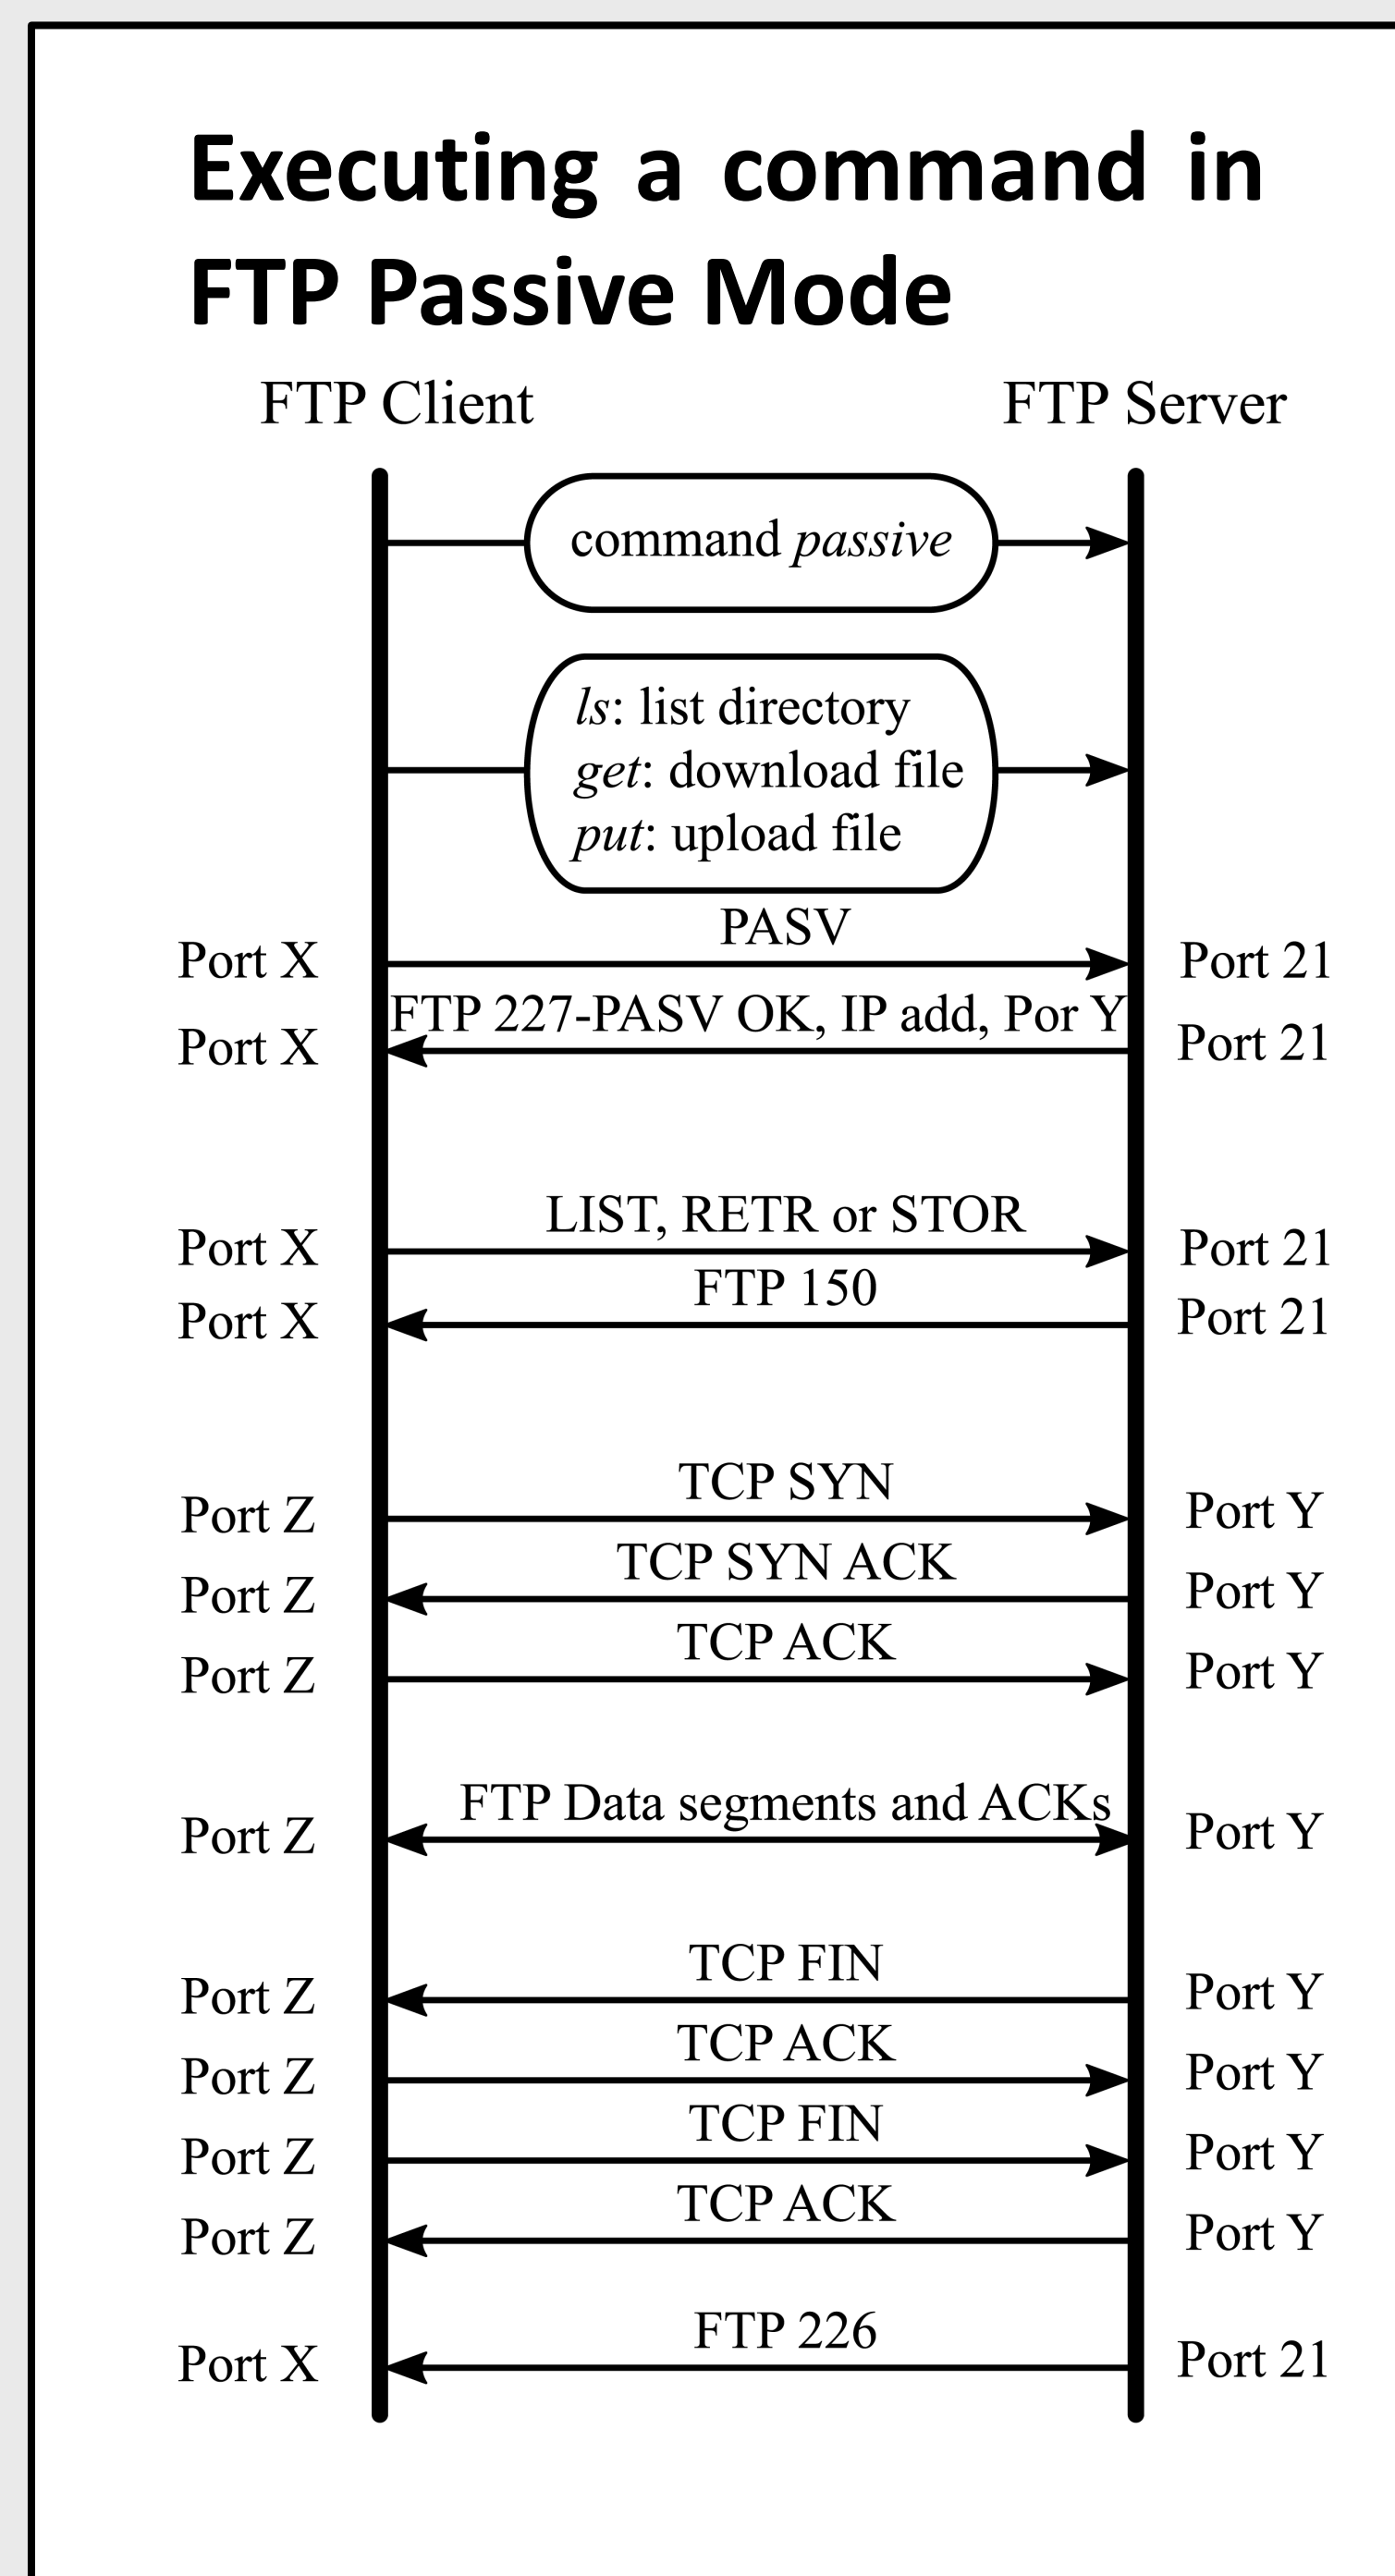 Executing a command in
FTP Passive Mode
FTP Client FTP Server
command passive
ls: list directory
get: download file
put: upload file
PASV
Port X Port 21
FTP 227-PASV OK, IP add, Por Y
Port X Port 21
LIST, RETR or STOR
Port X Port 21
FTP 150
Port X Port 21
TCP SYN
Port Z Port Y
TCP SYN ACK
Port Z Port Y
TCP ACK
Port Z Port Y
FTP Data segments and ACKs
Port Z Port Y
TCP FIN
Port Z Port Y
TCP ACK
Port Z Port Y
TCP FIN
Port Z Port Y
TCP ACK
Port Z Port Y
FTP 226
Port X Port 21